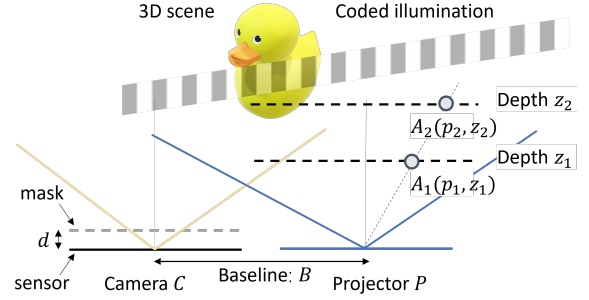 3D scene
Coded illumination
Depth z₂
A₂(p₂, z₂)
Depth z₁
A₁(p₁, z₁)
mask
d
sensor
Camera C
Baseline: B
Projector P